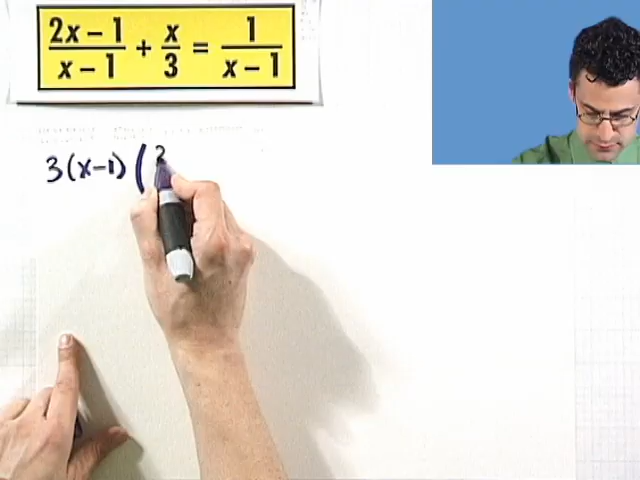 (2x − 1)/(x − 1) + x/3 = 1/(x − 1)
3(x-1)(2